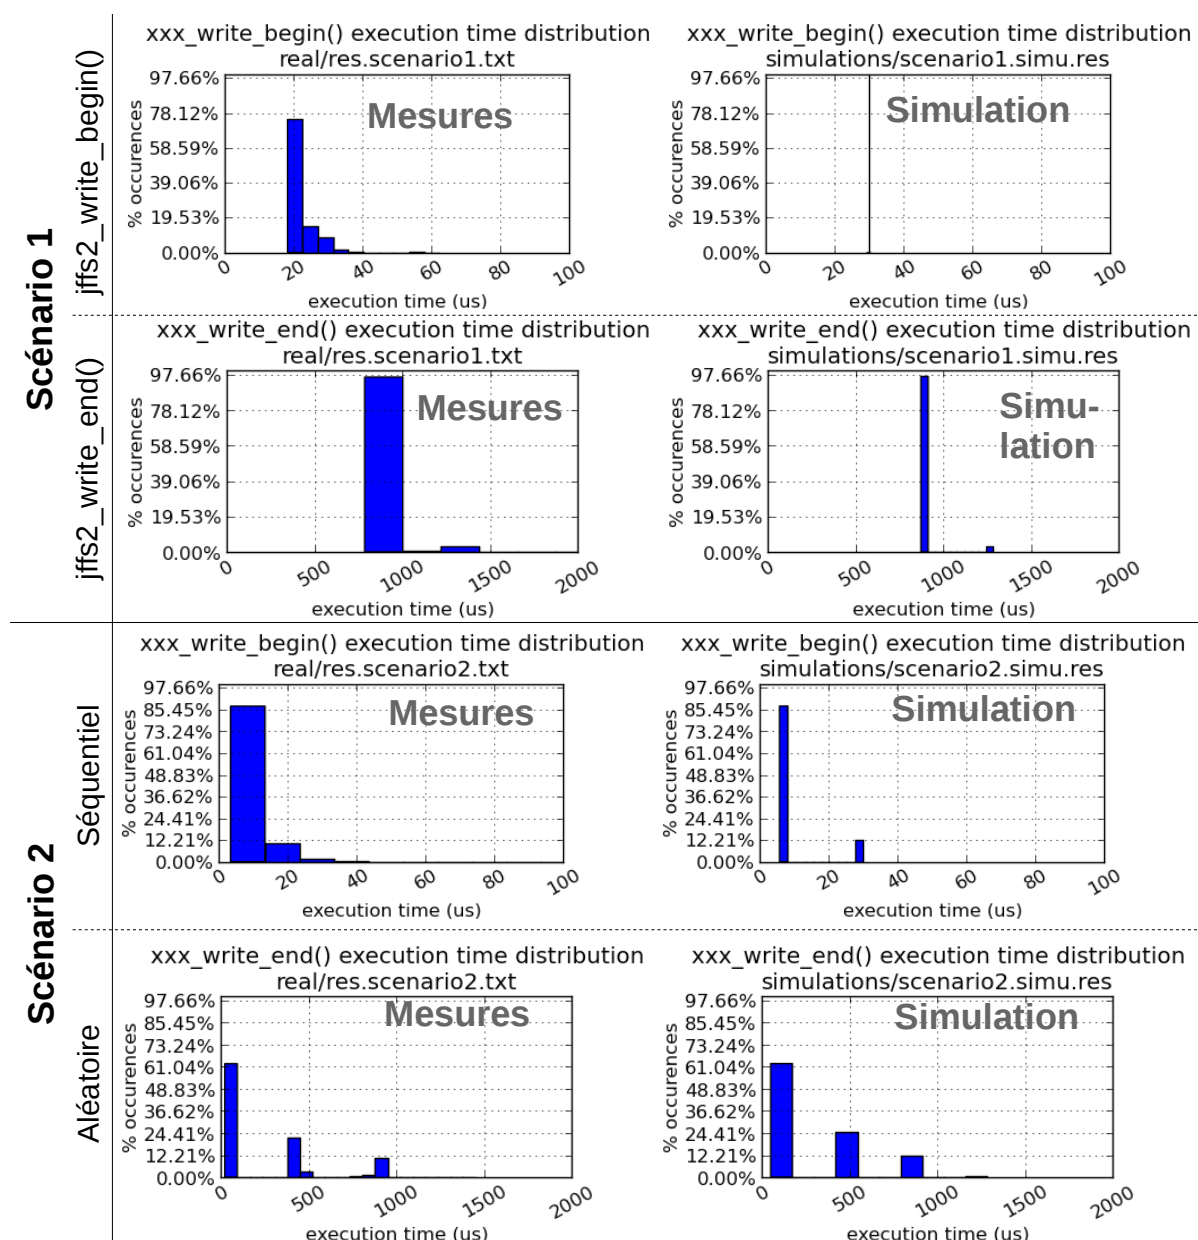 Scénario 1
jffs2_write_begin()
xxx_write_begin() execution time distribution
real/res.scenario1.txt
97.66%
78.12%
58.59%
39.06%
19.53%
0.00%
% occurences
Mesures
0 20 40 60 80 100
execution time (us)
xxx_write_begin() execution time distribution
simulations/scenario1.simu.res
97.66%
78.12%
58.59%
39.06%
19.53%
0.00%
% occurences
Simulation
0 20 40 60 80 100
execution time (us)
jffs2_write_end()
xxx_write_end() execution time distribution
real/res.scenario1.txt
97.66%
78.12%
58.59%
39.06%
19.53%
0.00%
% occurences
Mesures
0 500 1000 1500 2000
execution time (us)
xxx_write_end() execution time distribution
simulations/scenario1.simu.res
97.66%
78.12%
58.59%
39.06%
19.53%
0.00%
% occurences
Simu-
lation
0 500 1000 1500 2000
execution time (us)
Scénario 2
Séquentiel
xxx_write_begin() execution time distribution
real/res.scenario2.txt
97.66%
85.45%
73.24%
61.04%
48.83%
36.62%
24.41%
12.21%
0.00%
% occurences
Mesures
0 20 40 60 80 100
execution time (us)
xxx_write_begin() execution time distribution
simulations/scenario2.simu.res
97.66%
85.45%
73.24%
61.04%
48.83%
36.62%
24.41%
12.21%
0.00%
% occurences
Simulation
0 20 40 60 80 100
execution time (us)
Aléatoire
xxx_write_end() execution time distribution
real/res.scenario2.txt
97.66%
85.45%
73.24%
61.04%
48.83%
36.62%
24.41%
12.21%
0.00%
% occurences
Mesures
0 500 1000 1500 2000
execution time (us)
xxx_write_end() execution time distribution
simulations/scenario2.simu.res
97.66%
85.45%
73.24%
61.04%
48.83%
36.62%
24.41%
12.21%
0.00%
% occurences
Simulation
0 500 1000 1500 2000
execution time (us)